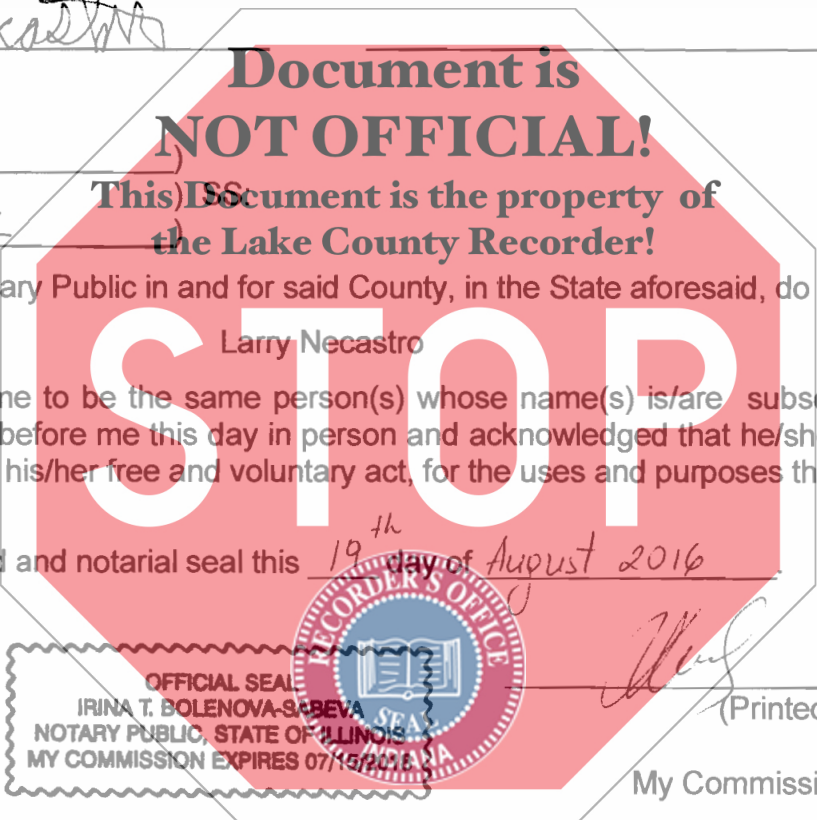 Document is
NOT OFFICIAL!
This Document is the property of
the Lake County Recorder!
) SS:
ary Public in and for said County, in the State aforesaid, do
Larry Necastro
STOP
me to be the same person(s) whose name(s) is/are subs
before me this day in person and acknowledged that he/sh
his/her free and voluntary act, for the uses and purposes th
d and notarial seal this 19th day of August 2016
RECORDER'S OFFICE
SEAL
INDIANA
OFFICIAL SEAL
IRINA T. BOLENOVA-SABEVA
NOTARY PUBLIC, STATE OF ILLINOIS
MY COMMISSION EXPIRES 07/15/2018
(Printed
My Commissi